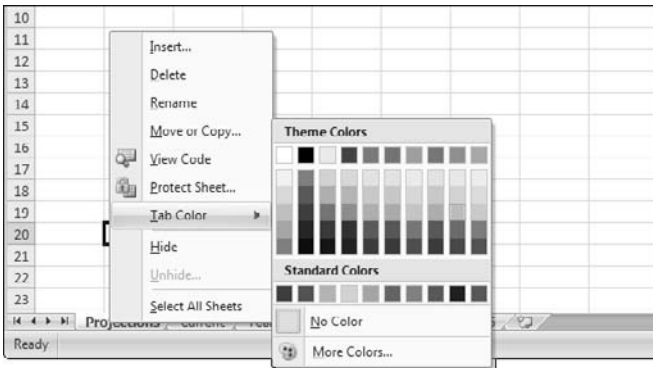 10
11
12
13
14
15
16
17
18
19
20
21
22
23
Insert...
Delete
Rename
Move or Copy...
View Code
Protect Sheet...
Tab Color
Hide
Unhide...
Select All Sheets
Theme Colors
Standard Colors
No Color
More Colors...
Projections
Ready